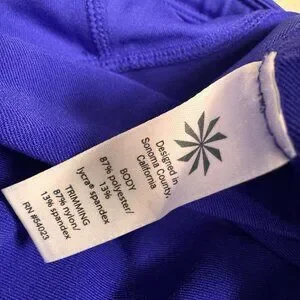 Designed in
Sonoma County,
California
BODY
87% polyester/
13%
lycra® spandex
TRIMMING
87% nylon/
13% spandex
RN #54023